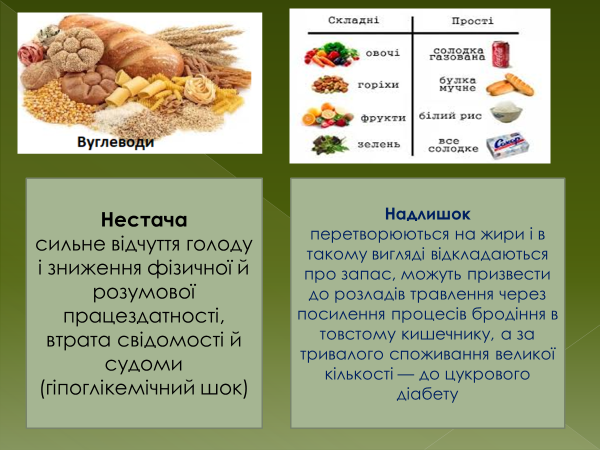 Вуглеводи
Складні Прості
овочі солодка газована
горіхи булка мучне
фрукти білий рис
зелень все солодке
Сахар
Нестача
сильне відчуття голоду
і зниження фізичної й
розумової
працездатності,
втрата свідомості й
судоми
(гіпоглікемічний шок)
Надлишок
перетворюються на жири і в
такому вигляді відкладаються
про запас, можуть призвести
до розладів травлення через
посилення процесів бродіння в
товстому кишечнику, а за
тривалого споживання великої
кількості — до цукрового
діабету